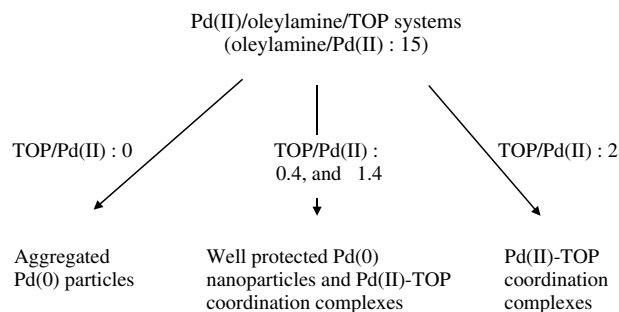 Pd(II)/oleylamine/TOP systems
(oleylamine/Pd(II) : 15)
TOP/Pd(II) : 0
TOP/Pd(II) :
0.4, and 1.4
TOP/Pd(II) : 2
Aggregated
Pd(0) particles
Well protected Pd(0)
nanoparticles and Pd(II)-TOP
coordination complexes
Pd(II)-TOP
coordination
complexes